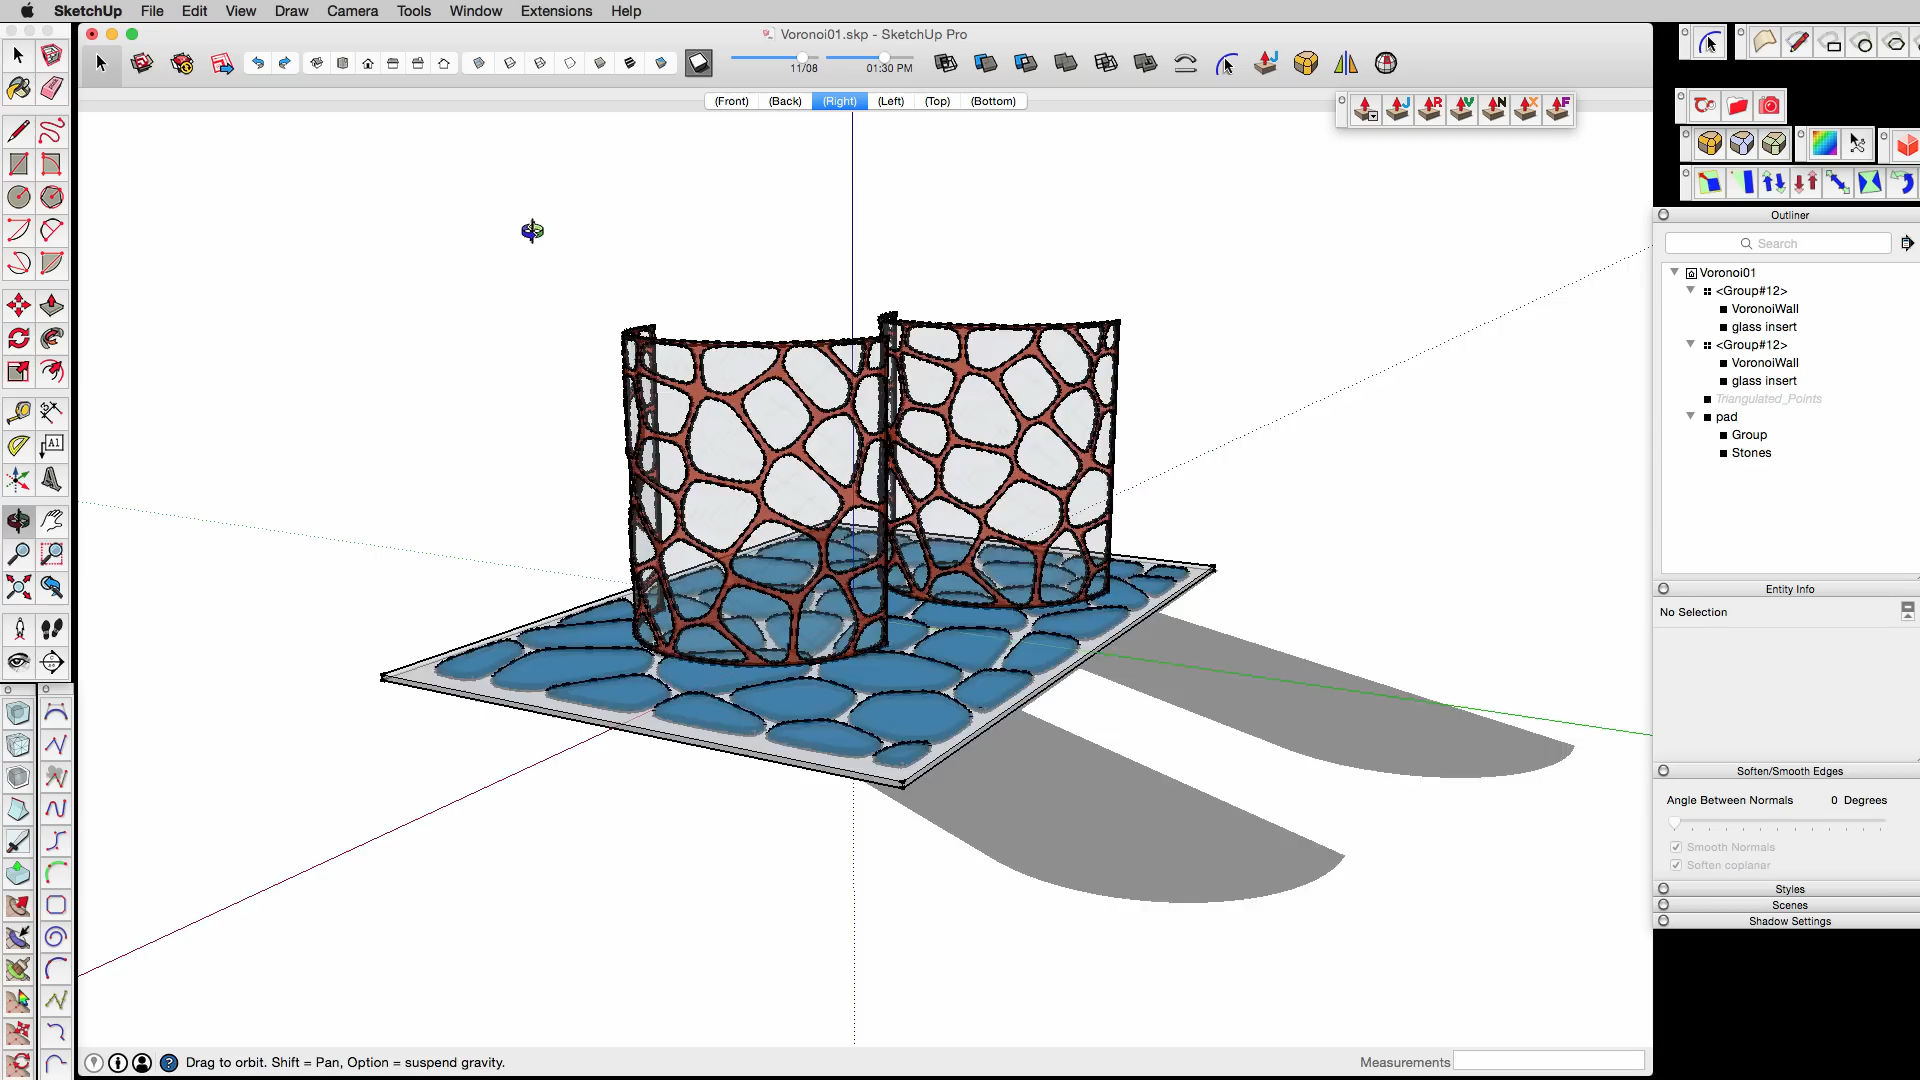 SketchUp File Edit View Draw Camera Tools Window Extensions Help
Voronoi01.skp - SketchUp Pro
11/08 01:30 PM
(Front) (Back) (Right) (Left) (Top) (Bottom)
J R V N X F
A1
Outliner
Search
Voronoi01
<Group#12>
VoronoiWall
glass insert
<Group#12>
VoronoiWall
glass insert
Triangulated_Points
pad
Group
Stones
Entity Info
No Selection
Soften/Smooth Edges
Angle Between Normals 0 Degrees
Smooth Normals
Soften coplanar
Styles
Scenes
Shadow Settings
Drag to orbit. Shift = Pan, Option = suspend gravity.
Measurements